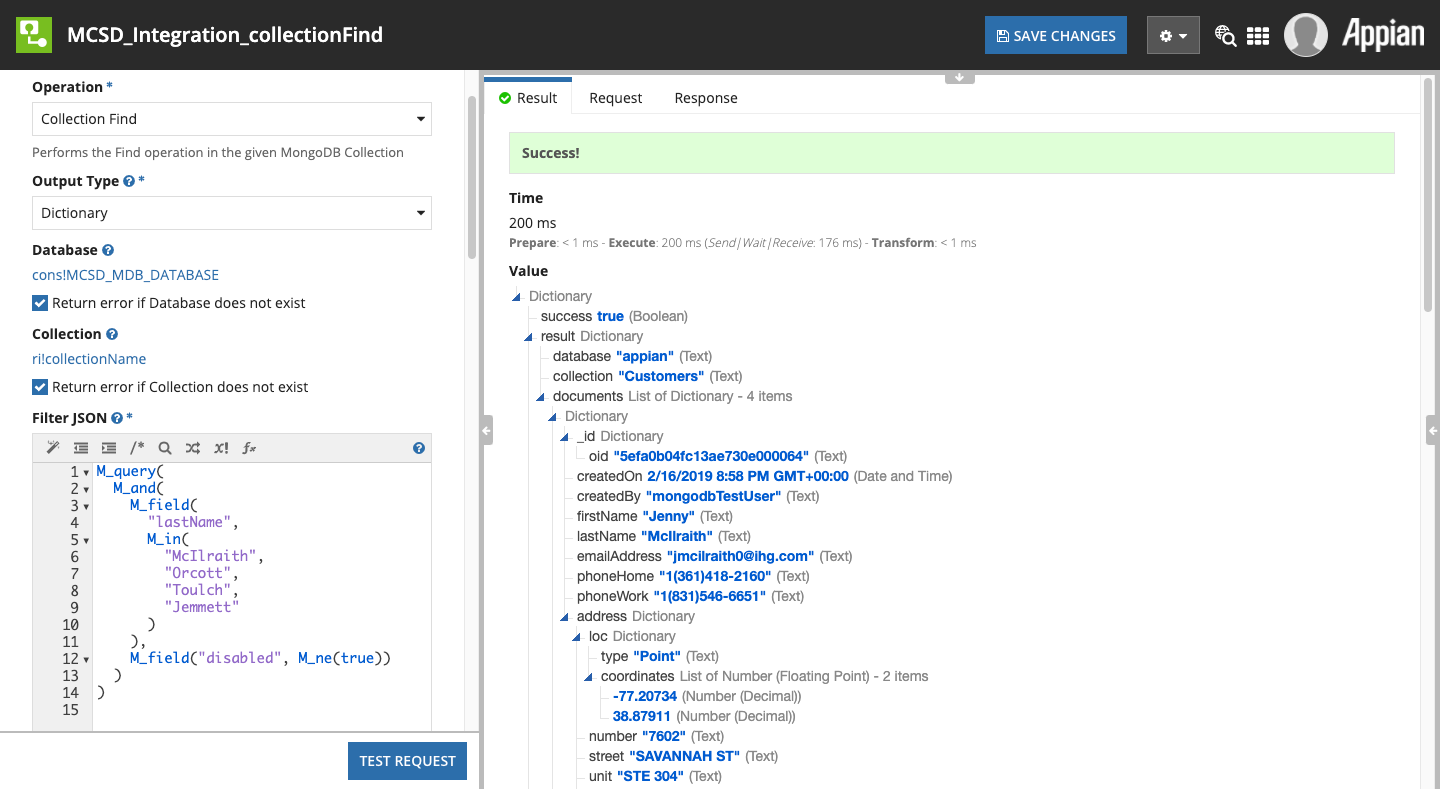 MCSD_Integration_collectionFind
SAVE CHANGES
Appian
Operation *
Collection Find
Performs the Find operation in the given MongoDB Collection
Output Type ? *
Dictionary
Database ?
cons!MCSD_MDB_DATABASE
Return error if Database does not exist
Collection ?
ri!collectionName
Return error if Collection does not exist
Filter JSON ? *
/* x! fx ?
1 M_query(
2 M_and(
3 M_field(
4 "lastName",
5 M_in(
6 "McIlraith",
7 "Orcott",
8 "Toulch",
9 "Jemmett"
10 )
11 ),
12 M_field("disabled", M_ne(true))
13 )
14 )
15
TEST REQUEST
Result Request Response
Success!
Time
200 ms
Prepare: < 1 ms - Execute: 200 ms (Send|Wait|Receive: 176 ms) - Transform: < 1 ms
Value
Dictionary
success true (Boolean)
result Dictionary
database "appian" (Text)
collection "Customers" (Text)
documents List of Dictionary - 4 items
Dictionary
_id Dictionary
oid "5efa0b04fc13ae730e000064" (Text)
createdOn 2/16/2019 8:58 PM GMT+00:00 (Date and Time)
createdBy "mongodbTestUser" (Text)
firstName "Jenny" (Text)
lastName "McIlraith" (Text)
emailAddress "jmcilraith0@ihg.com" (Text)
phoneHome "1(361)418-2160" (Text)
phoneWork "1(831)546-6651" (Text)
address Dictionary
loc Dictionary
type "Point" (Text)
coordinates List of Number (Floating Point) - 2 items
-77.20734 (Number (Decimal))
38.87911 (Number (Decimal))
number "7602" (Text)
street "SAVANNAH ST" (Text)
unit "STE 304" (Text)